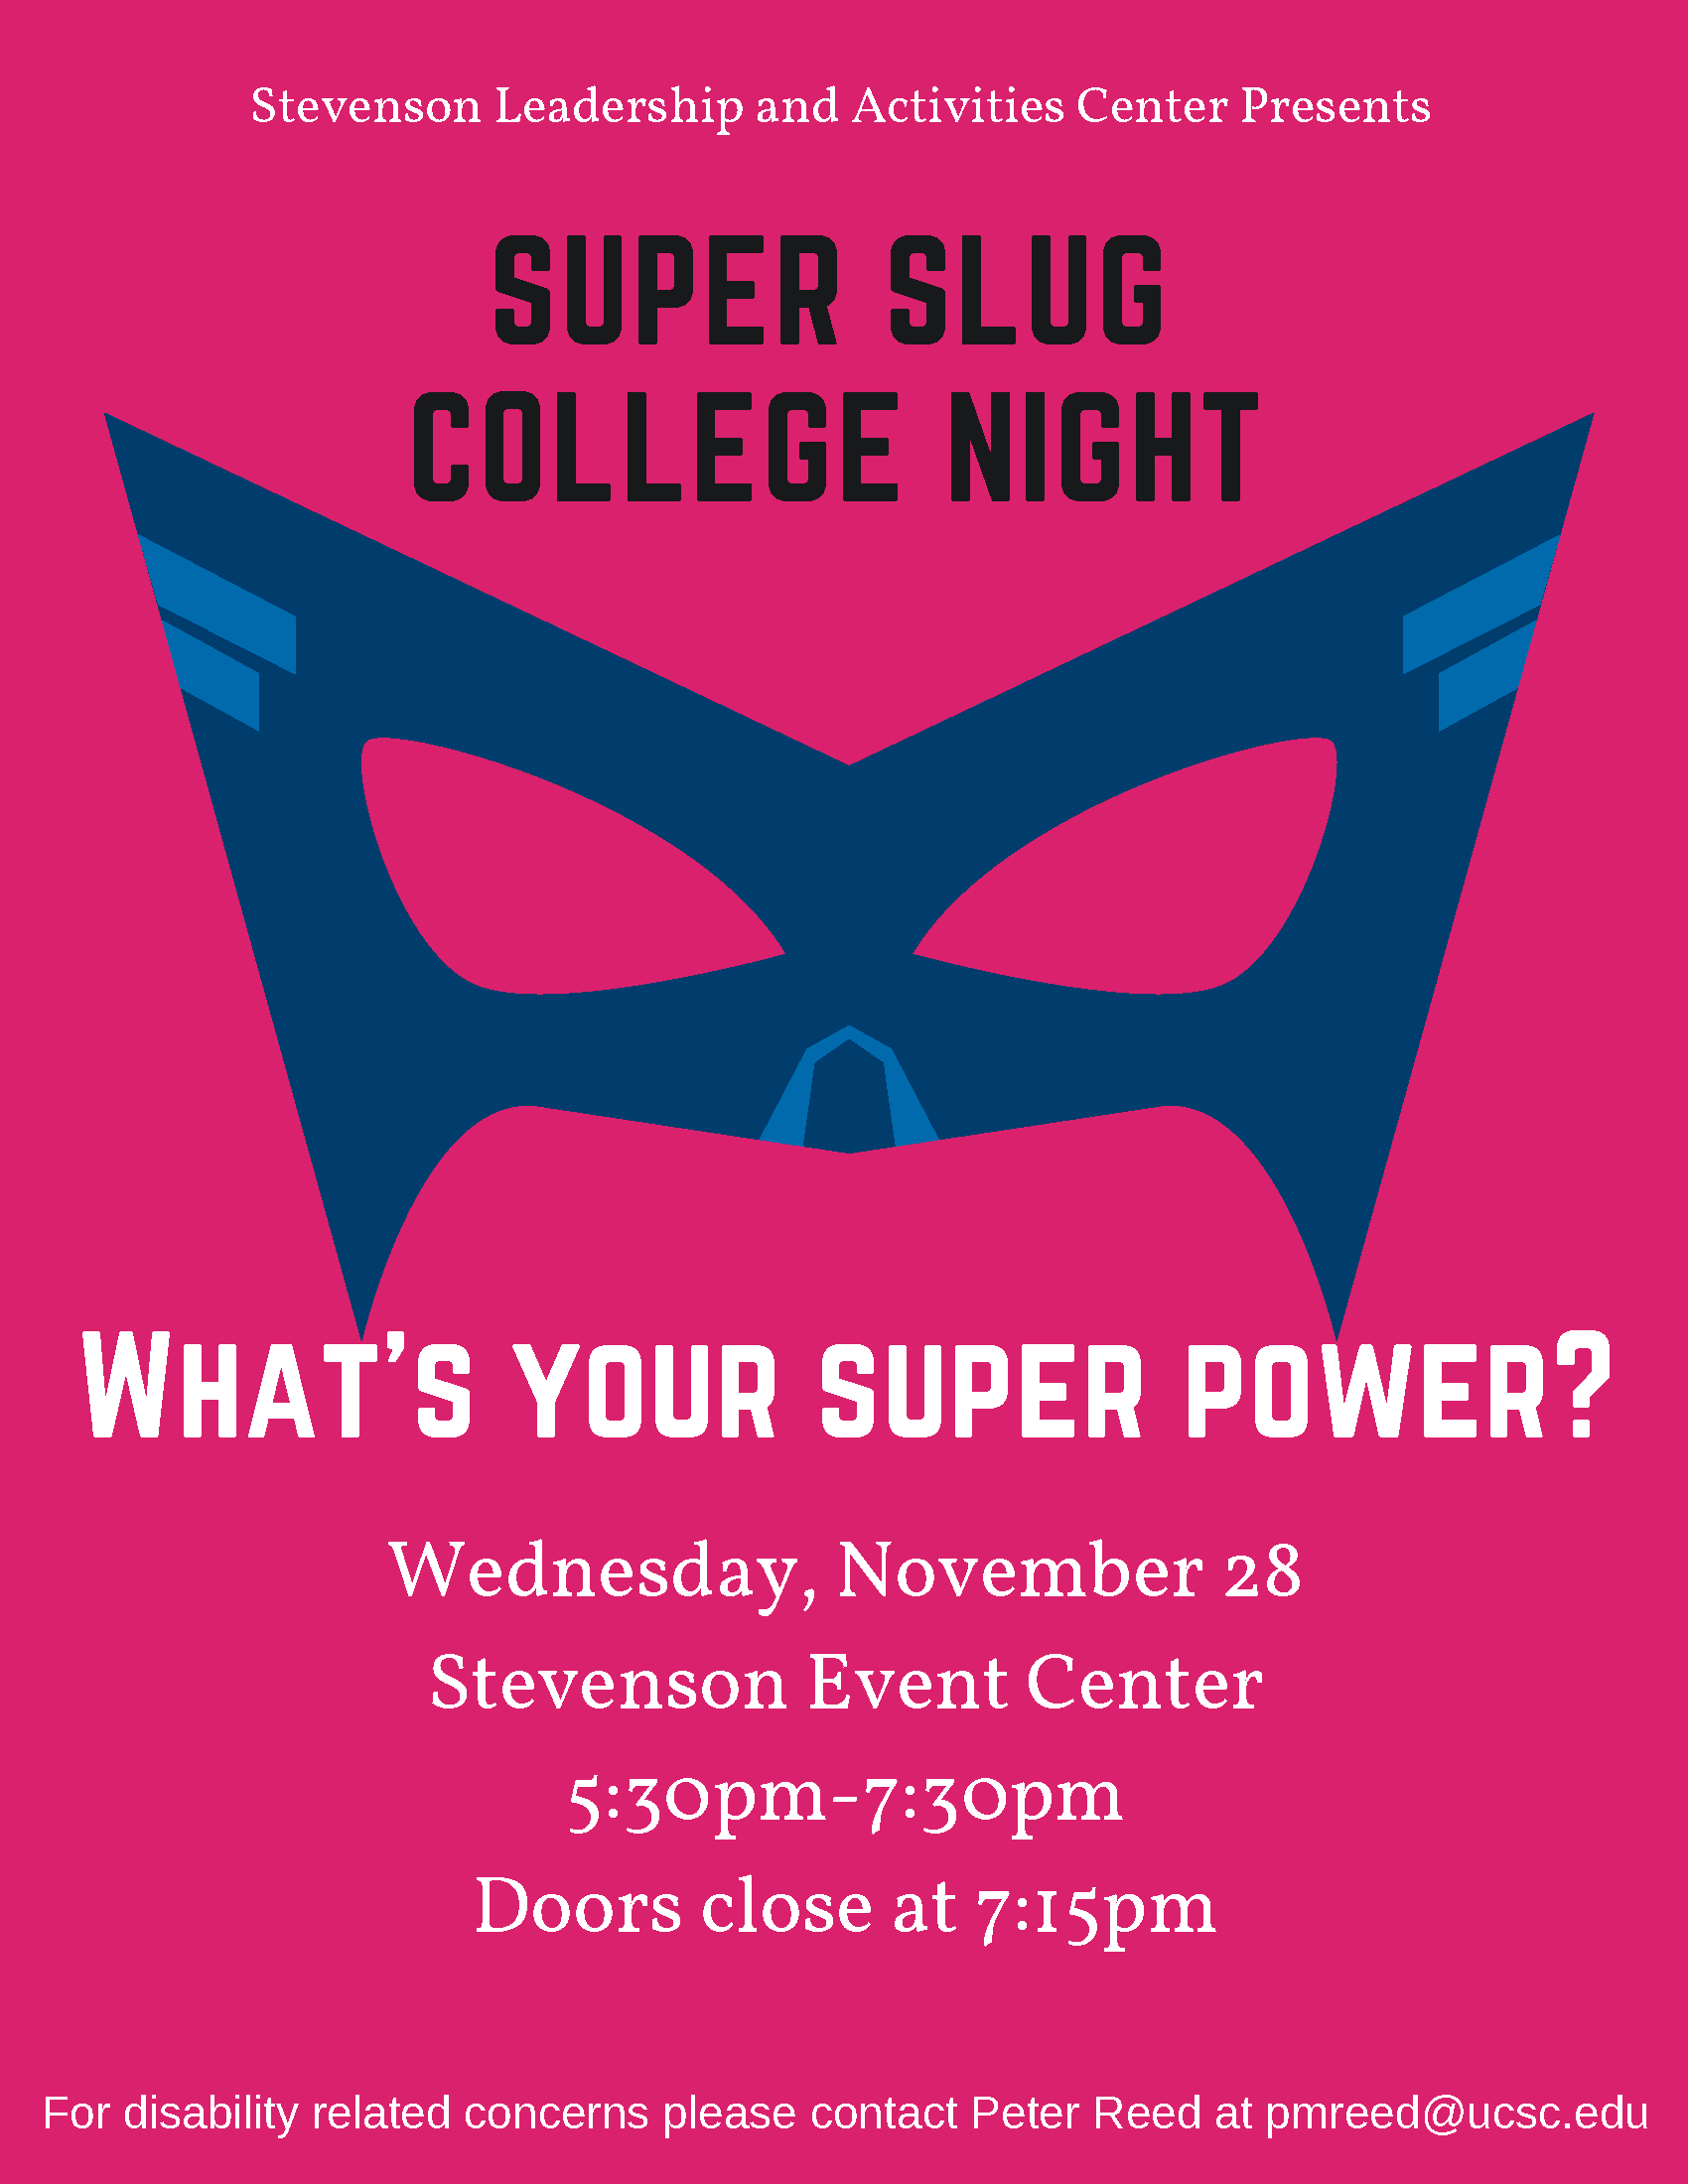 Stevenson Leadership and Activities Center Presents
SUPER SLUG
COLLEGE NIGHT
WHAT'S YOUR SUPER POWER?
Wednesday, November 28
Stevenson Event Center
5:30pm-7:30pm
Doors close at 7:15pm
For disability related concerns please contact Peter Reed at pmreed@ucsc.edu